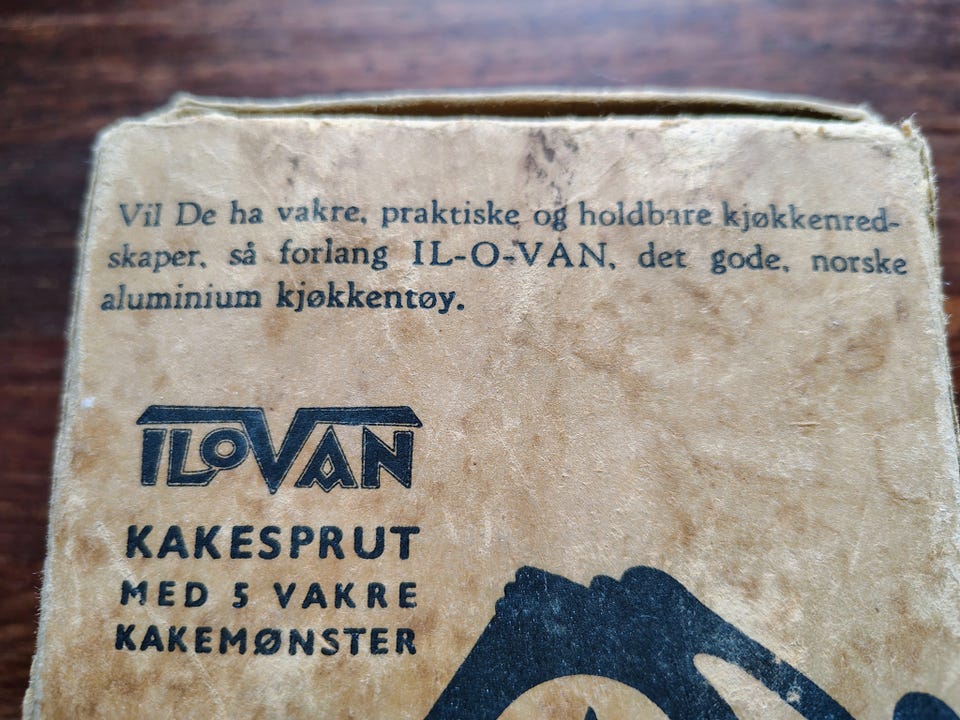 Vil De ha vakre, praktiske og holdbare kjøkkenred-
skaper, så forlang IL-O-VAN, det gode, norske
aluminium kjøkkentøy.
ILOVAN
KAKESPRUT
MED 5 VAKRE
KAKEMØNSTER